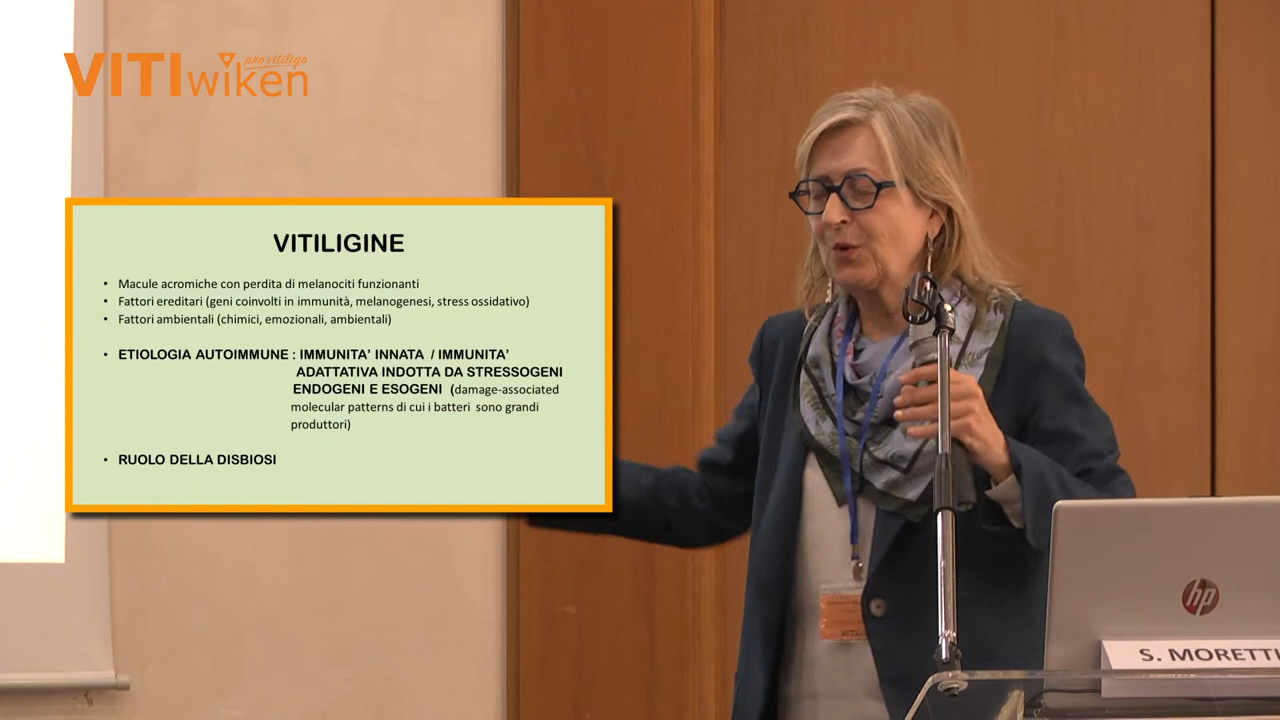 VITIwiken
pro vitiligo
VITILIGINE
• Macule acromiche con perdita di melanociti funzionanti
• Fattori ereditari (geni coinvolti in immunità, melanogenesi, stress ossidativo)
• Fattori ambientali (chimici, emozionali, ambientali)
• ETIOLOGIA AUTOIMMUNE : IMMUNITA’ INNATA / IMMUNITA’
ADATTATIVA INDOTTA DA STRESSOGENI
ENDOGENI E ESOGENI (damage-associated
molecular patterns di cui i batteri sono grandi
produttori)
• RUOLO DELLA DISBIOSI
hp
S. MORETTI